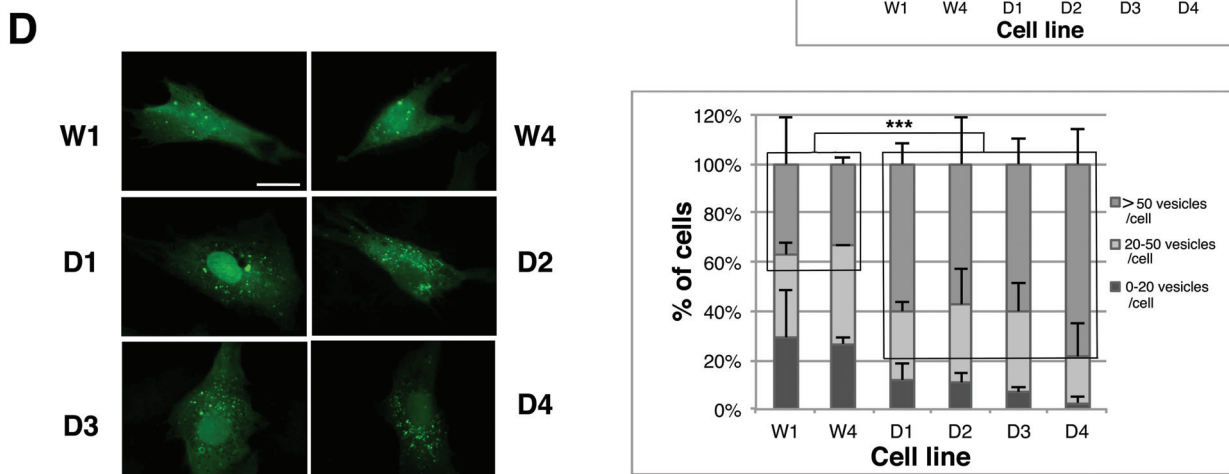 D
W1
W4
D1
D2
D3
D4
W1 W4 D1 D2 D3 D4
Cell line
120%
100%
80%
60%
40%
20%
0%
% of cells
***
>50 vesicles
/cell
20-50 vesicles
/cell
0-20 vesicles
/cell
W1 W4 D1 D2 D3 D4
Cell line